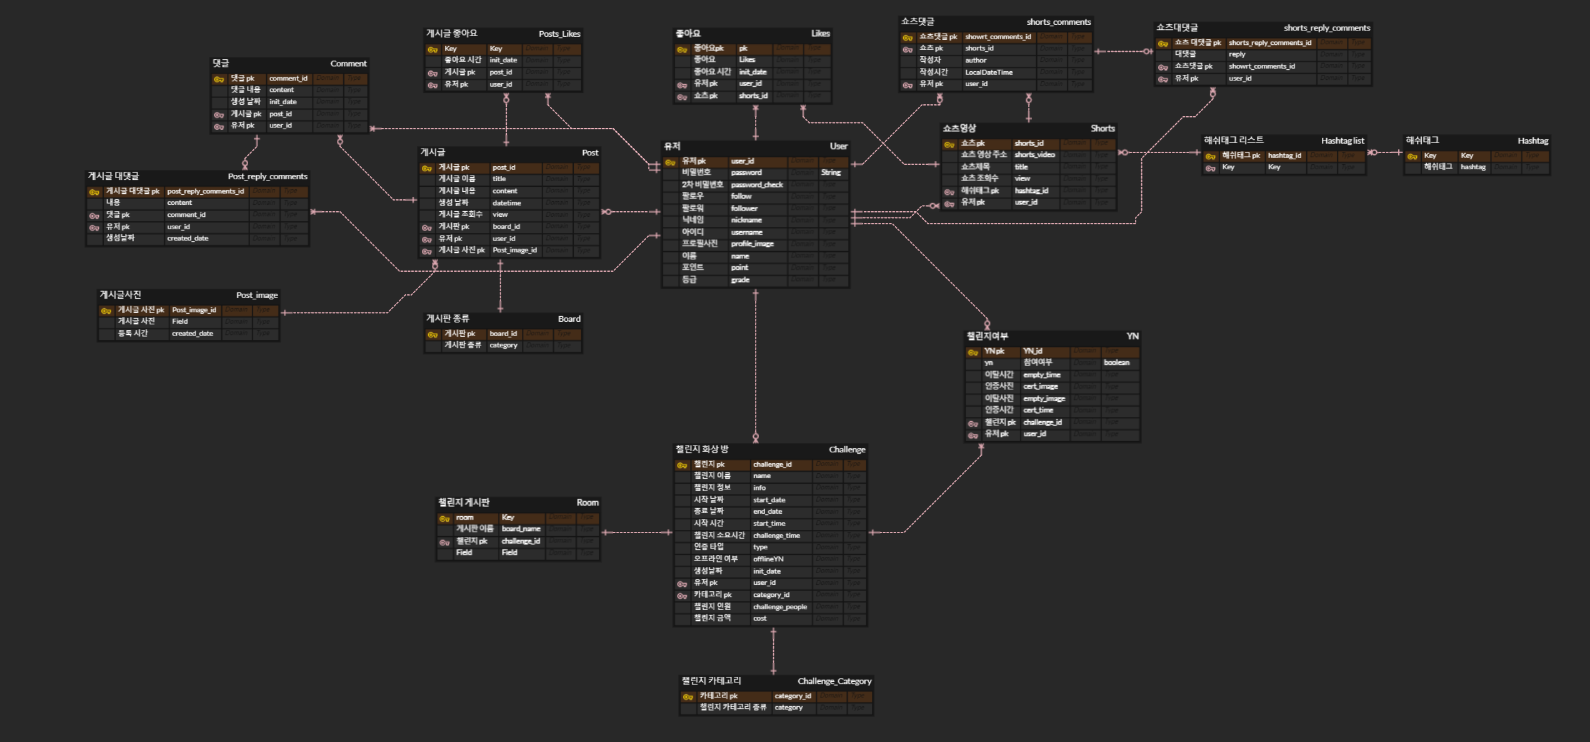 게시글 좋아요 Posts_Likes
Key Key
좋아요 시간 init_date
게시글 pk post_id
유저 pk user_id
좋아요 Likes
좋아요pk pk
좋아요 Likes
좋아요 시간 init_date
유저 pk user_id
쇼츠 pk shorts_id
쇼츠댓글 shorts_comments
쇼츠댓글 pk showrt_comments_id
쇼츠 pk shorts_id
작성자 author
작성시간 LocalDateTime
유저 pk user_id
쇼츠대댓글 shorts_reply_comments
쇼츠 대댓글 pk shorts_reply_comments_id
대댓글 reply
쇼츠댓글 pk showrt_comments_id
유저 pk user_id
댓글 Comment
댓글 pk comment_id
댓글 내용 content
생성 날짜 init_date
게시글 pk post_id
유저 pk user_id
게시글 Post
게시글 pk post_id
게시글 이름 title
게시글 내용 content
생성 날짜 datetime
게시글 조회수 view
게시판 pk board_id
유저 pk user_id
게시글 사진 pk Post_image_id
유저 User
유저 pk user_id
비밀번호 password String
2차 비밀번호 password_check
팔로우 follow
팔로워 follower
닉네임 nickname
아이디 username
프로필사진 profile_image
이름 name
포인트 point
등급 grade
쇼츠영상 Shorts
쇼츠 pk shorts_id
쇼츠 영상 주소 shorts_video
쇼츠제목 title
쇼츠 조회수 view
해쉬태그 pk hashtag_id
유저 pk user_id
해쉬태그 리스트 Hashtag list
해쉬태그 pk hashtag_id
Key Key
해쉬태그 Hashtag
Key Key
해쉬태그 hashtag
게시글 대댓글 Post_reply_comments
게시글 대댓글 pk post_reply_comments_id
내용 content
댓글 pk comment_id
유저 pk user_id
생성날짜 created_date
게시글사진 Post_image
게시글 사진 pk Post_image_id
게시글 사진 Field
등록 시간 created_date
게시판 종류 Board
게시판 pk board_id
게시판 종류 category
챌린지여부 YN
YN pk YN_id
yn 참여여부 boolean
이탈시간 empty_time
인증사진 cert_image
이탈사진 empty_image
인증시간 cert_time
챌린지 pk challenge_id
유저 pk user_id
챌린지 화상 방 Challenge
챌린지 pk challenge_id
챌린지 이름 name
챌린지 정보 info
시작 날짜 start_date
종료 날짜 end_date
시작 시간 start_time
챌린지 소요시간 challenge_time
인증 타입 type
오프라인 여부 offlineYN
생성날짜 init_date
유저 pk user_id
카테고리 pk category_id
챌린지 인원 challenge_people
챌린지 금액 cost
챌린지 게시판 Room
room Key
게시판 이름 board_name
챌린지 pk challenge_id
Field Field
챌린지 카테고리 Challenge_Category
카테고리 pk category_id
챌린지 카테고리 종류 category